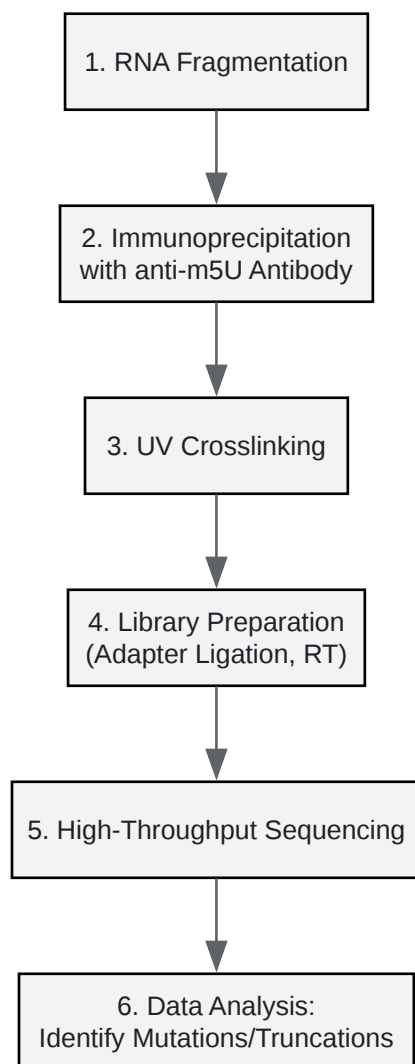 1. RNA Fragmentation
2. Immunoprecipitation
with anti-m5U Antibody
3. UV Crosslinking
4. Library Preparation
(Adapter Ligation, RT)
5. High-Throughput Sequencing
6. Data Analysis:
Identify Mutations/Truncations